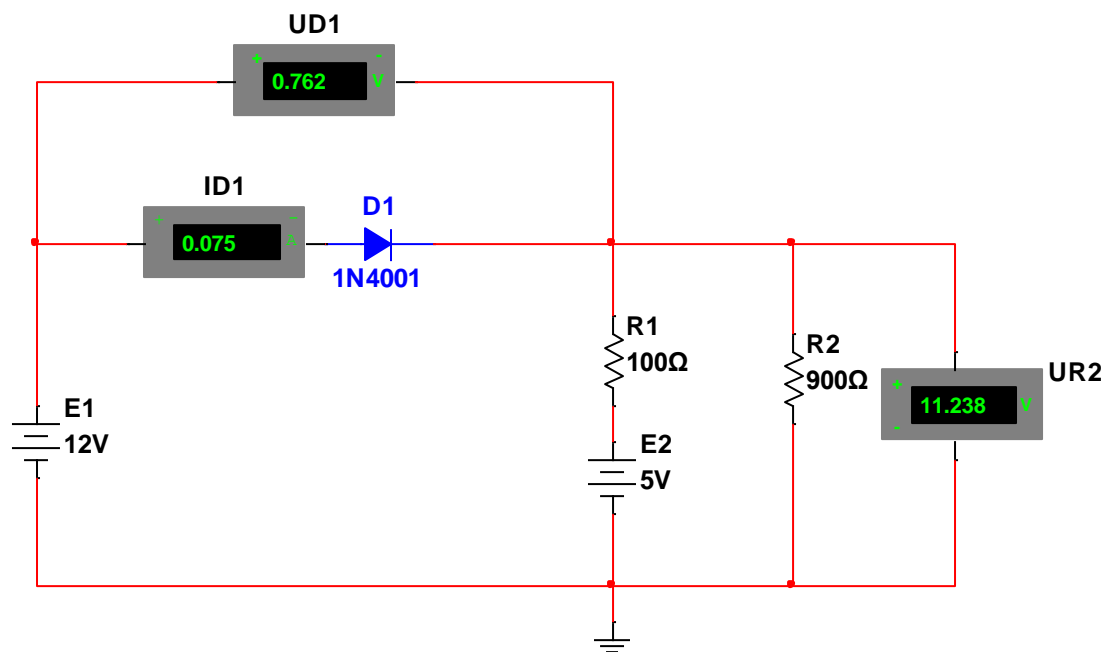 UD1
+ -
0.762 V
ID1
+ -
0.075 A
D1
1N4001
R1
100Ω
R2
900Ω
UR2
+
11.238 V
-
E1
12V
E2
5V